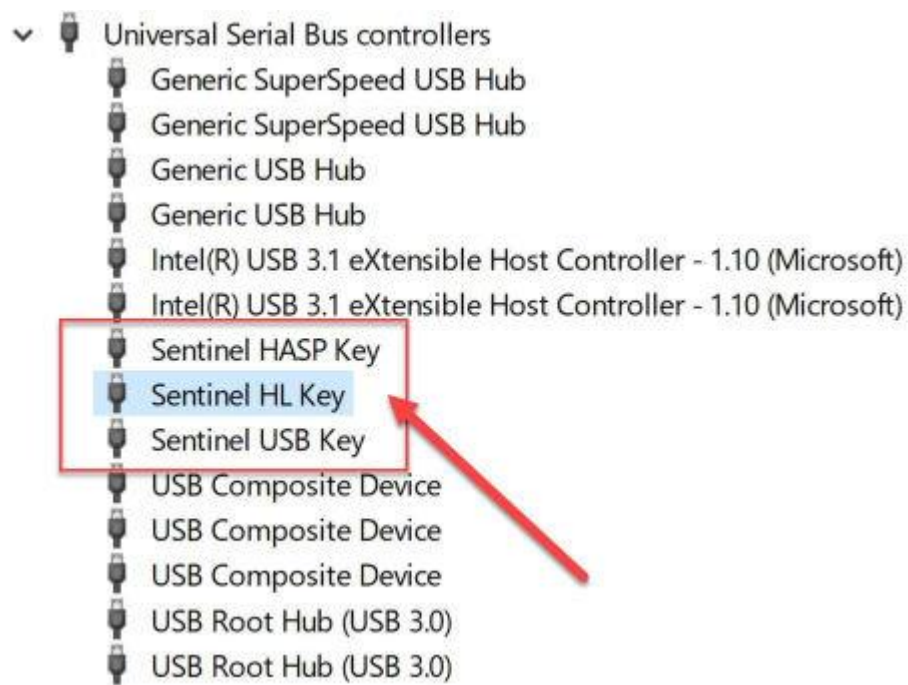 Universal Serial Bus controllers
Generic SuperSpeed USB Hub
Generic SuperSpeed USB Hub
Generic USB Hub
Generic USB Hub
Intel(R) USB 3.1 eXtensible Host Controller - 1.10 (Microsoft)
Intel(R) USB 3.1 eXtensible Host Controller - 1.10 (Microsoft)
Sentinel HASP Key
Sentinel HL Key
Sentinel USB Key
USB Composite Device
USB Composite Device
USB Composite Device
USB Root Hub (USB 3.0)
USB Root Hub (USB 3.0)